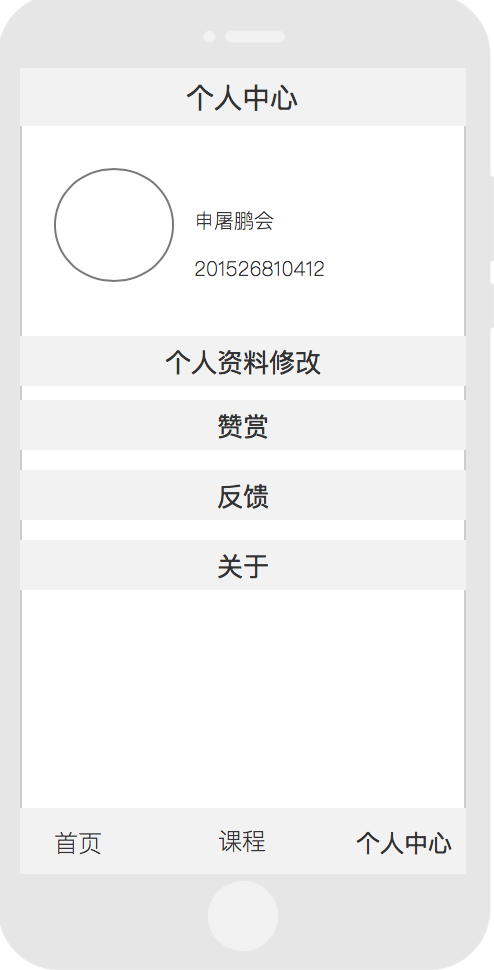 个人中心
申屠鹏会
201526810412
个人资料修改
赞赏
反馈
关于
首页 课程 个人中心